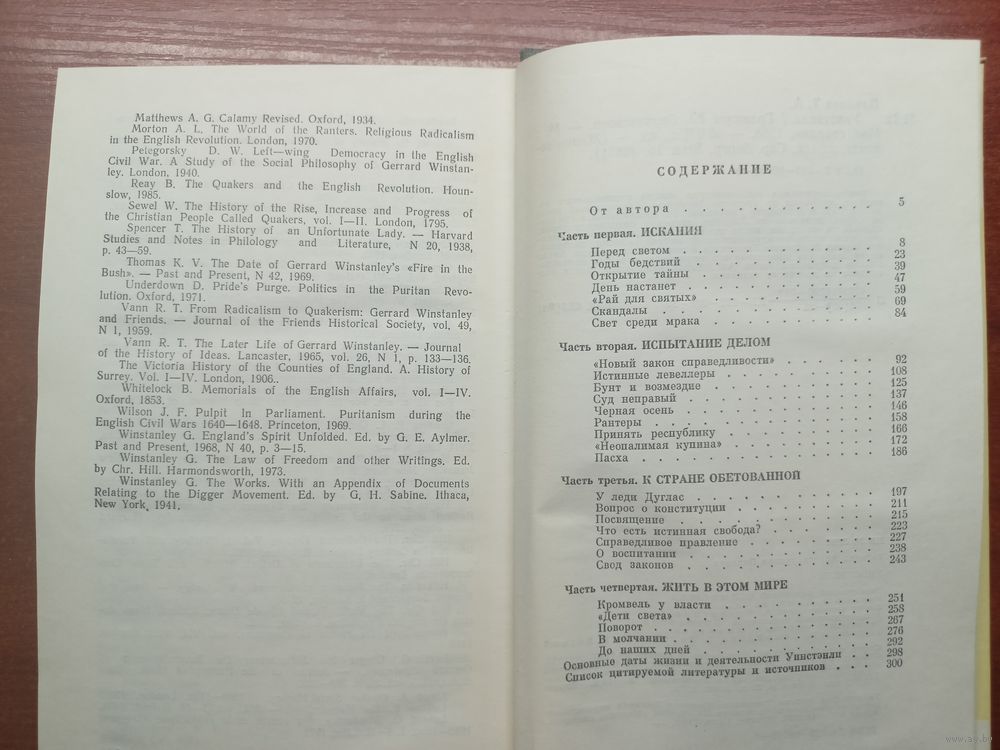 Matthews A. G. Calamy Revised. Oxford, 1934.
Morton A. L. The World of the Ranters. Religious Radicalism
in the English Revolution. London, 1970.
Petegorsky D. W. Left—wing Democracy in the English
Civil War. A Study of the Social Philosophy of Gerrard Winstan-
ley. London, 1940.
Reay B. The Quakers and the English Revolution. Houn-
slow, 1985.
Sewel W. The History of the Rise, Increase and Progress of
the Christian People Called Quakers, vol. I—II. London, 1795.
Spencer T. The History of an Unfortunate Lady. — Harvard
Studies and Notes in Philology and Literature, N 20, 1938,
p. 43—59.
Thomas K. V. The Date of Gerrard Winstanley's «Fire in the
Bush». — Past and Present, N 42, 1969.
Underdown D. Pride's Purge. Politics in the Puritan Revo-
lution. Oxford, 1971.
Vann R. T. From Radicalism to Quakerism: Gerrard Winstanley
and Friends. — Journal of the Friends Historical Society, vol. 49,
N 1, 1959.
Vann R. T. The Later Life of Gerrard Winstanley. — Journal
of the History of Ideas. Lancaster, 1965, vol. 26, N 1, p. 133—136.
The Victoria History of the Counties of England. A. History of
Surrey. Vol. I—IV. London, 1906..
Whitelock B. Memorials of the English Affairs, vol. I—IV.
Oxford, 1853.
Wilson J. F. Pulpit in Parliament. Puritanism during the
English Civil Wars 1640—1648. Princeton, 1969.
Winstanley G. England's Spirit Unfolded. Ed. by G. E. Aylmer.
Past and Present, 1968, N 40, p. 3—15.
Winstanley G. The Law of Freedom and other Writings. Ed.
by Chr. Hill. Harmondsworth, 1973.
Winstanley G. The Works. With an Appendix of Documents
Relating to the Digger Movement. Ed. by G. H. Sabine. Ithaca,
New York, 1941.
СОДЕРЖАНИЕ
От автора . . . . . . . . . . . . 5
Часть первая. ИСКАНИЯ
Перед светом . . . . . . . . . . 8
Годы бедствий . . . . . . . . . . 23
Открытие тайны . . . . . . . . . 39
День настанет . . . . . . . . . . 47
«Рай для святых» . . . . . . . . . 59
Скандалы . . . . . . . . . . . 69
Свет среди мрака . . . . . . . . . 84
Часть вторая. ИСПЫТАНИЕ ДЕЛОМ
«Новый закон справедливости» . . . . . 92
Истинные левеллеры . . . . . . . . 108
Бунт и возмездие . . . . . . . . . 125
Суд неправый . . . . . . . . . . 137
Черная осень . . . . . . . . . . 146
Рантеры . . . . . . . . . . . 158
Принять республику . . . . . . . . 166
«Неопалимая купина» . . . . . . . . 172
Пасха . . . . . . . . . . . . 186
Часть третья. К СТРАНЕ ОБЕТОВАННОЙ
У леди Дуглас . . . . . . . . . . 197
Вопрос о конституции . . . . . . . . 211
Посвящение . . . . . . . . . . 215
Что есть истинная свобода? . . . . . . 223
Справедливое правление . . . . . . . 227
О воспитании . . . . . . . . . . 238
Свод законов . . . . . . . . . . 243
Часть четвертая. ЖИТЬ В ЭТОМ МИРЕ
Кромвель у власти . . . . . . . . . 251
«Дети света» . . . . . . . . . . 258
Поворот . . . . . . . . . . . 267
В молчании . . . . . . . . . . 276
До наших дней . . . . . . . . . . 292
Основные даты жизни и деятельности Уинстэнли . . 298
Список цитируемой литературы и источников . . . 300